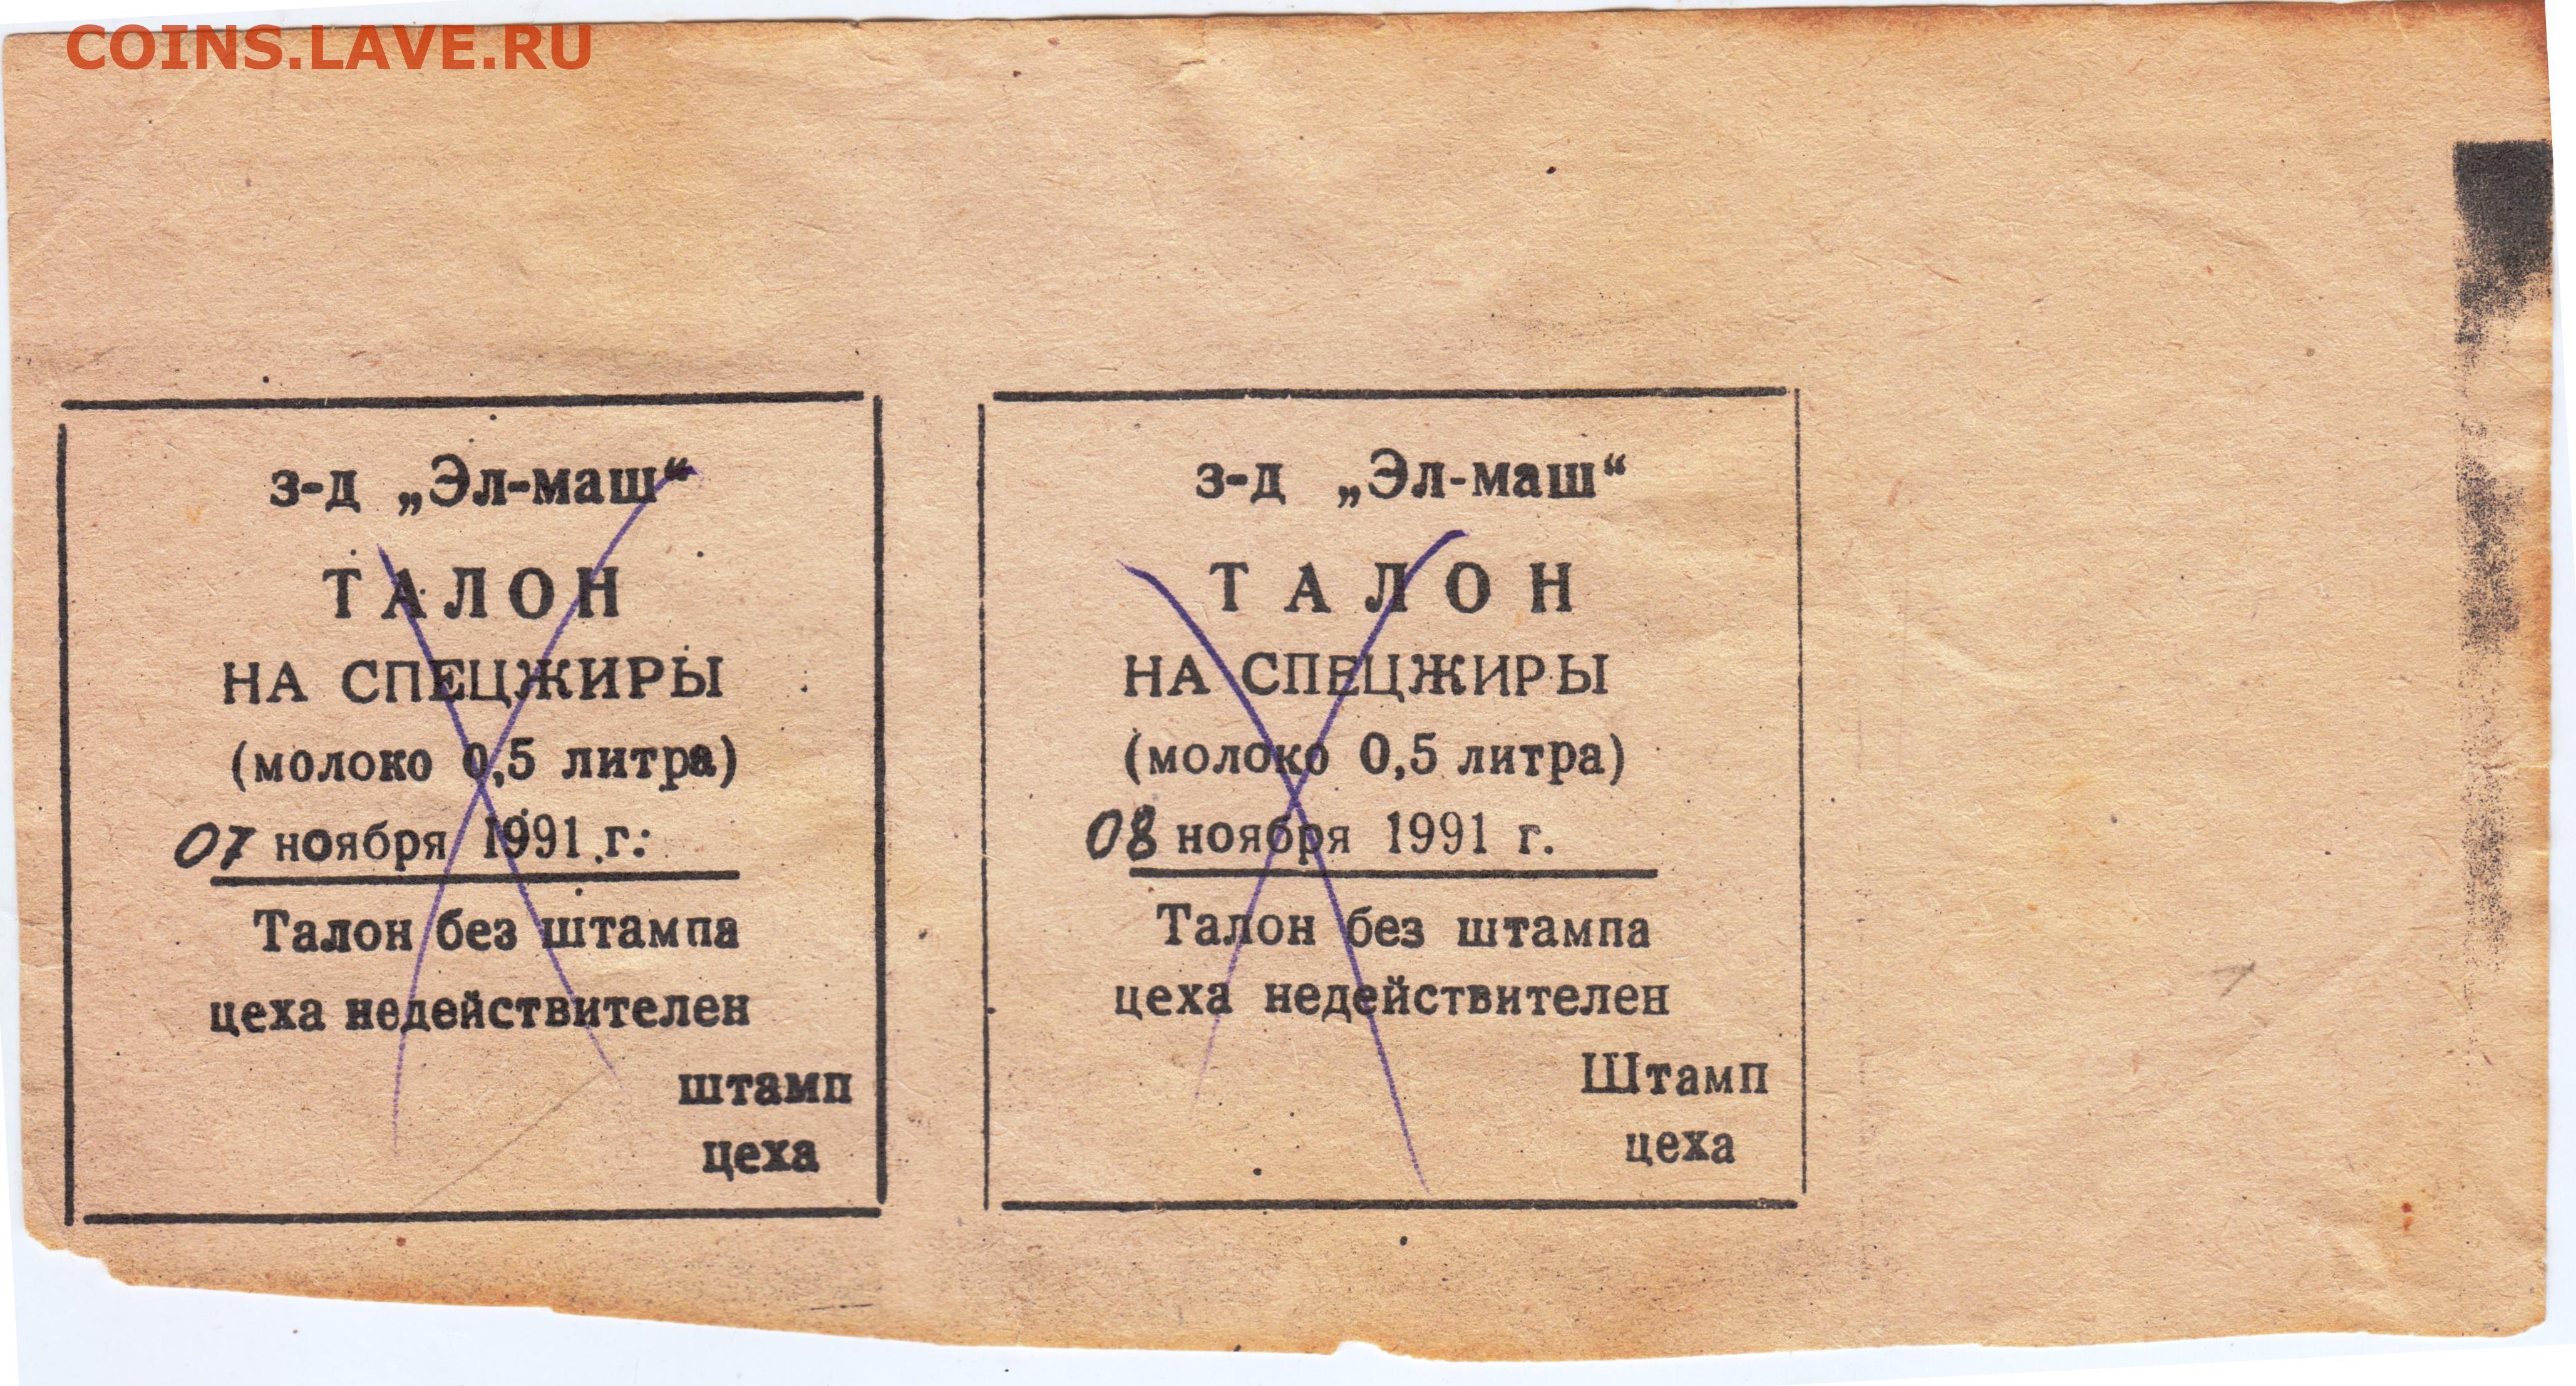 COINS.LAVE.RU
з-д „Эл-маш“
ТАЛОН
НА СПЕЦЖИРЫ
(молоко 0,5 литра)
07 ноября 1991 г.
Талон без штампа
цеха недействителен
штамп
цеха
з-д „Эл-маш“
ТАЛОН
НА СПЕЦЖИРЫ
(молоко 0,5 литра)
08 ноября 1991 г.
Талон без штампа
цеха недействителен
Штамп
цеха